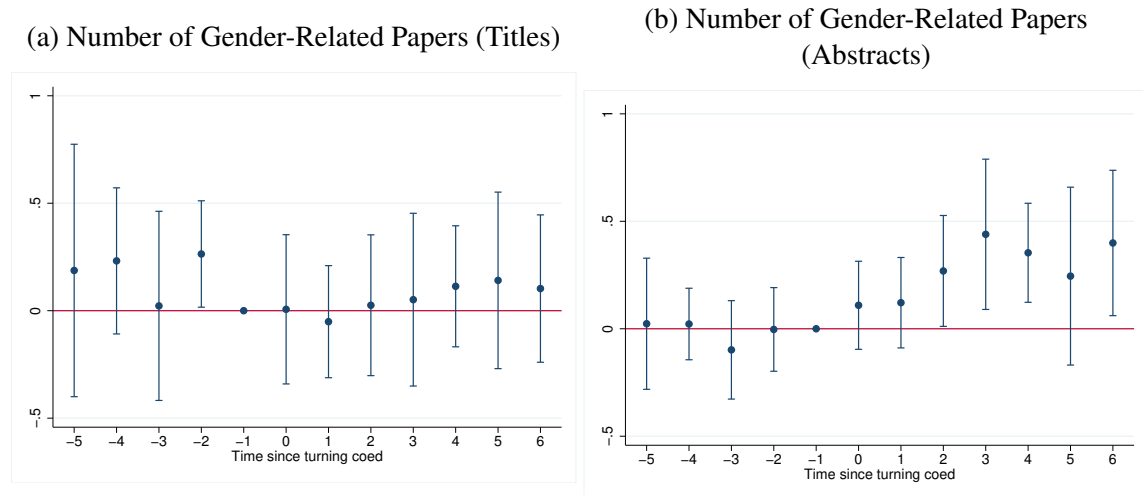 (a) Number of Gender-Related Papers (Titles)
1
.5
0
−.5
−5 −4 −3 −2 −1 0 1 2 3 4 5 6
Time since turning coed
(b) Number of Gender-Related Papers
(Abstracts)
1
.5
0
−.5
−5 −4 −3 −2 −1 0 1 2 3 4 5 6
Time since turning coed